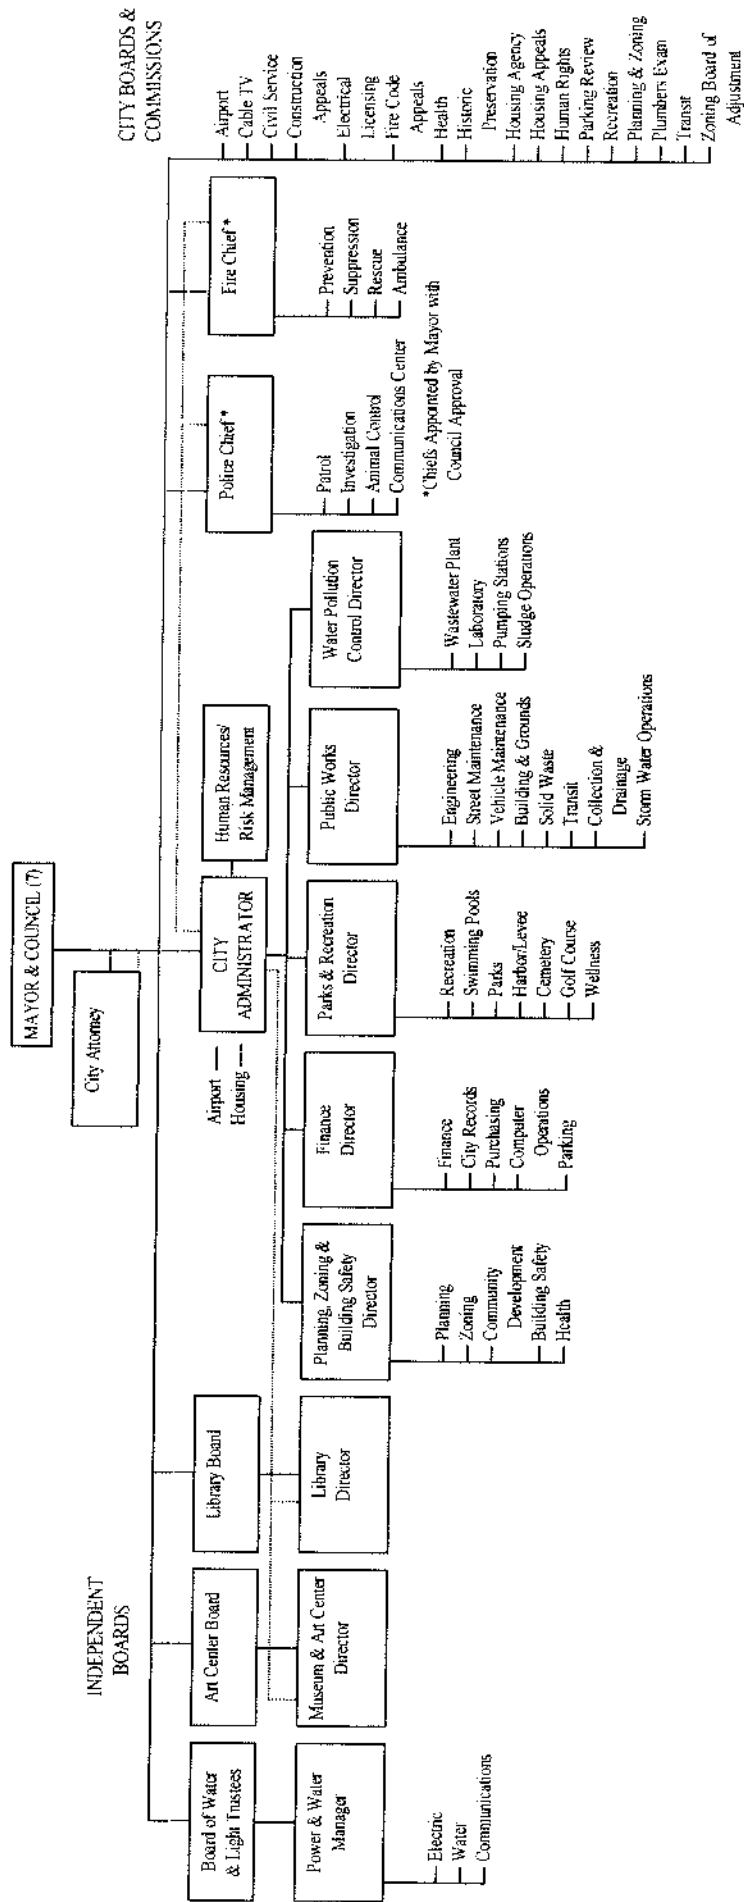 MAYOR & COUNCIL (7)
City Attorney
INDEPENDENT
BOARDS
CITY BOARDS &
COMMISSIONS
Board of Water
& Light Trustees
Art Center Board
Library Board
Airport
Housing
CITY
ADMINISTRATOR
Human Resources/
Risk Management
Police Chief *
Fire Chief *
Power & Water
Manager
Museum & Art Center
Director
Library
Director
Planning, Zoning &
Building Safety
Director
Finance
Director
Parks & Recreation
Director
Public Works
Director
Water Pollution
Control Director
Electric
Water
Communications
Planning
Zoning
Community
Development
Building Safety
Health
Finance
City Records
Purchasing
Computer
Operations
Parking
Recreation
Swimming Pools
Parks
Harbor/Levee
Cemetery
Golf Course
Wellness
Engineering
Street Maintenance
Vehicle Maintenance
Building & Grounds
Solid Waste
Transit
Collection &
Drainage
Storm Water Operations
Wastewater Plant
Laboratory
Pumping Stations
Sludge Operations
Patrol
Investigation
Animal Control
Communications Center
Prevention
Suppression
Rescue
Ambulance
*Chiefs Appointed by Mayor with
Council Approval
Airport
Cable TV
Civil Service
Construction
Appeals
Electrical
Licensing
Fire Code
Appeals
Health
Historic
Preservation
Housing Agency
Housing Appeals
Human Rights
Parking Review
Recreation
Planning & Zoning
Plumbers Exam
Transit
Zoning Board of
Adjustment